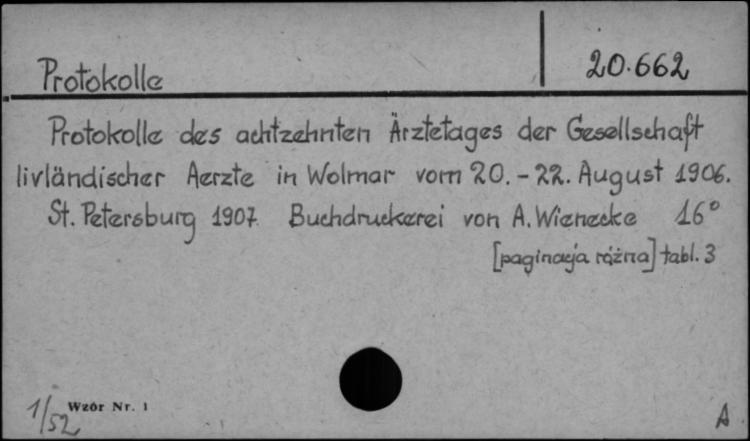 Protokolle
20.662
Protokolle des achtzehnten Ärztetages der Gesellschaft
livländischer Aerzte in Wolmar vom 20. - 22. August 1906.
St. Petersburg 1907. Buchdruckerei von A. Wienecke 16°
[paginacja różna] tabl. 3
1/52
Wzór Nr. 1
A